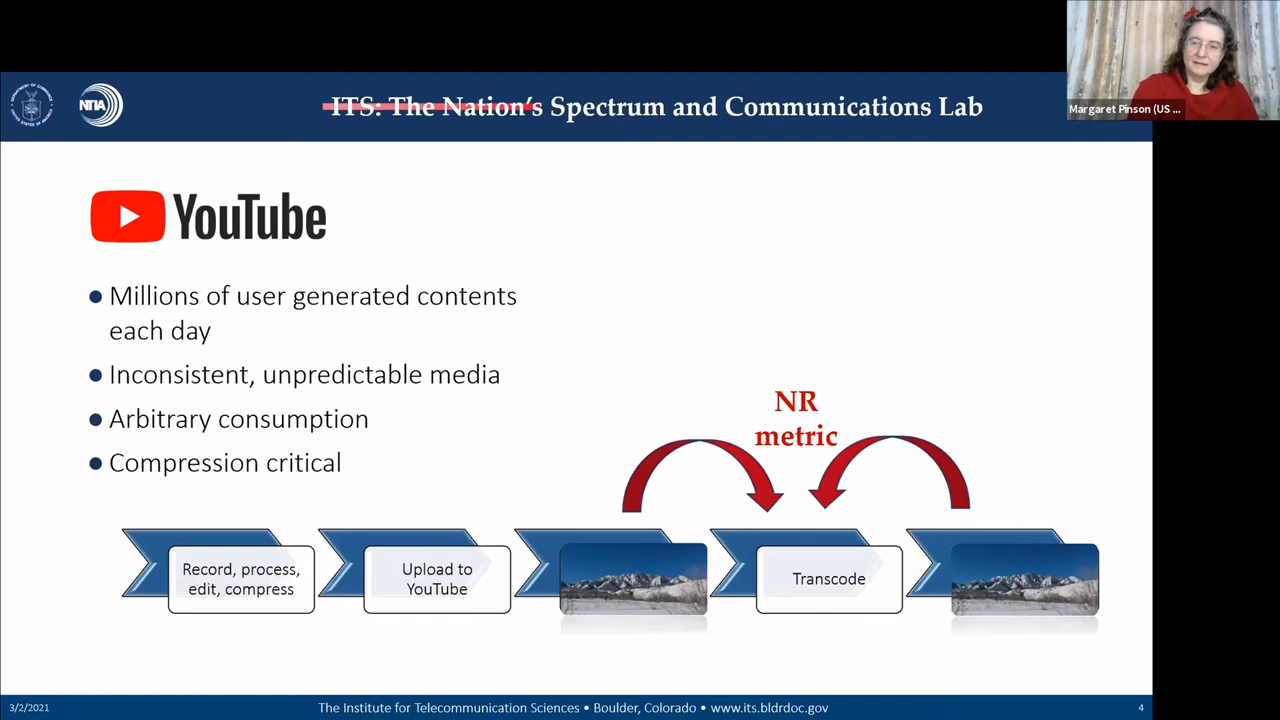 NTIA
ITS: The Nation's Spectrum and Communications Lab
Margaret Pinson (US ...
YouTube
Millions of user generated contents
each day
Inconsistent, unpredictable media
Arbitrary consumption
Compression critical
NR
metric
Record, process,
edit, compress
Upload to
YouTube
Transcode
3/2/2021
The Institute for Telecommunication Sciences • Boulder, Colorado • www.its.bldrdoc.gov
4